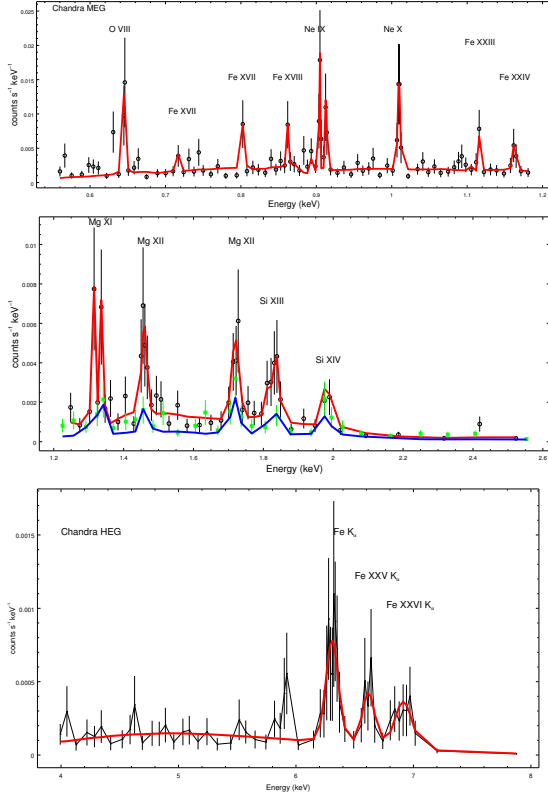 Chandra MEG
O VIII
Fe XVII
Fe XVII
Fe XVIII
Ne IX
Ne X
Fe XXIII
Fe XXIV
counts s⁻¹ keV⁻¹
0.025
0.02
0.015
0.01
0.005
0
0.6 0.7 0.8 0.9 1 1.1 1.2
Energy (keV)
Mg XI
Mg XII
Mg XII
Si XIII
Si XIV
counts s⁻¹ keV⁻¹
0.01
0.008
0.006
0.004
0.002
0
1.2 1.4 1.6 1.8 2 2.2 2.4 2.6
Energy (keV)
Chandra HEG
Fe Kα
Fe XXV Kα
Fe XXVI Kα
counts s⁻¹ keV⁻¹
0.0015
0.001
0.0005
0
4 5 6 7 8
Energy (keV)